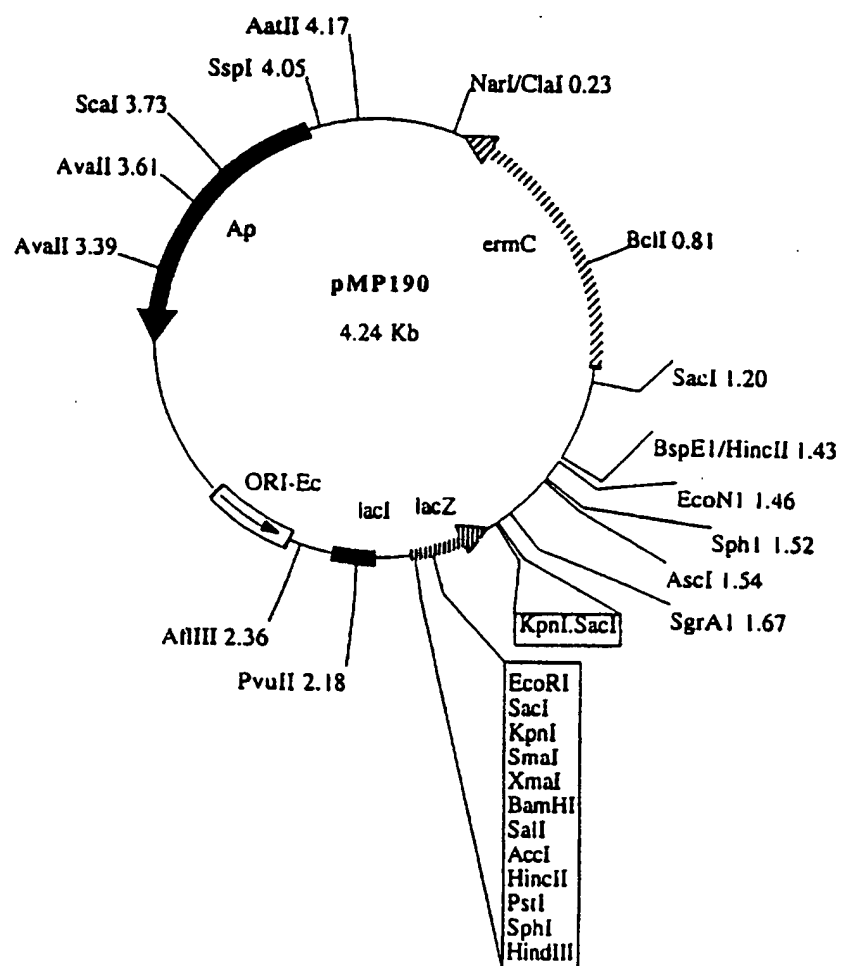 AatII 4.17
SspI 4.05
NarI/ClaI 0.23
ScaI 3.73
AvaII 3.61
Ap
ermC
BclI 0.81
AvaII 3.39
pMP190
4.24 Kb
SacI 1.20
BspE1/HincII 1.43
EcoN1 1.46
ORI-Ec
lacI
lacZ
Sph1 1.52
AscI 1.54
SgrA1 1.67
KpnI.SacI
AflIII 2.36
PvuII 2.18
EcoRI
SacI
KpnI
SmaI
XmaI
BamHI
SalI
AccI
HincII
PstI
SphI
HindIII